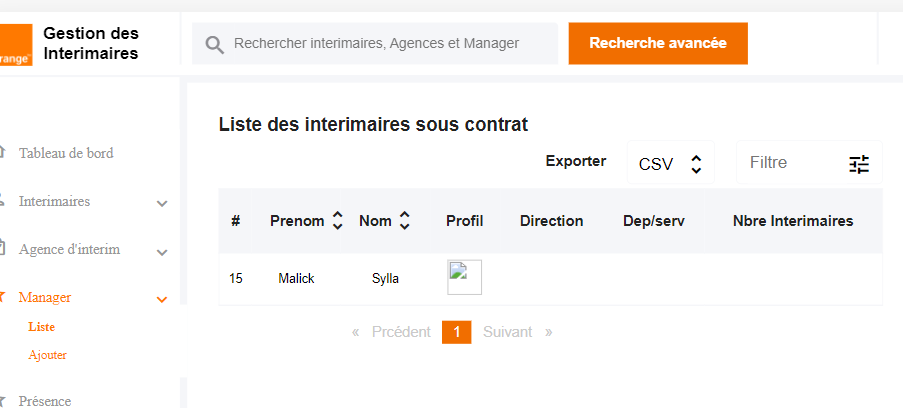 range
Gestion des
Interimaires
Rechercher interimaires, Agences et Manager
Recherche avancée
Tableau de bord
Interimaires
Agence d'interim
Manager
Liste
Ajouter
Présence
Liste des interimaires sous contrat
Exporter
CSV
Filtre
# Prenom Nom Profil Direction Dep/serv Nbre Interimaires
15 Malick Sylla
« Prcédent 1 Suivant »